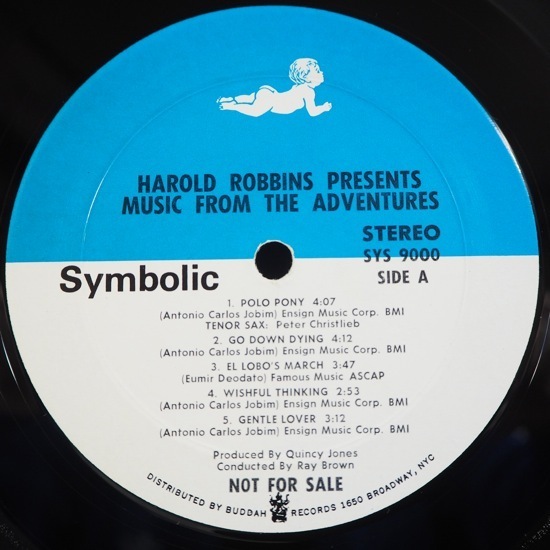 HAROLD ROBBINS PRESENTS
MUSIC FROM THE ADVENTURES
STEREO
SYS 9000
Symbolic
SIDE A
1. POLO PONY 4:07
(Antonio Carlos Jobim) Ensign Music Corp. BMI
TENOR SAX: Peter Christlieb
2. GO DOWN DYING 4:12
(Antonio Carlos Jobim) Ensign Music Corp. BMI
3. EL LOBO'S MARCH 3:47
(Eumir Deodato) Famous Music ASCAP
4. WISHFUL THINKING 2:53
(Antonio Carlos Jobim) Ensign Music Corp. BMI
5. GENTLE LOVER 3:12
(Antonio Carlos Jobim) Ensign Music Corp. BMI
Produced By Quincy Jones
Conducted By Ray Brown
NOT FOR SALE
DISTRIBUTED BY BUDDAH RECORDS 1650 BROADWAY, NYC